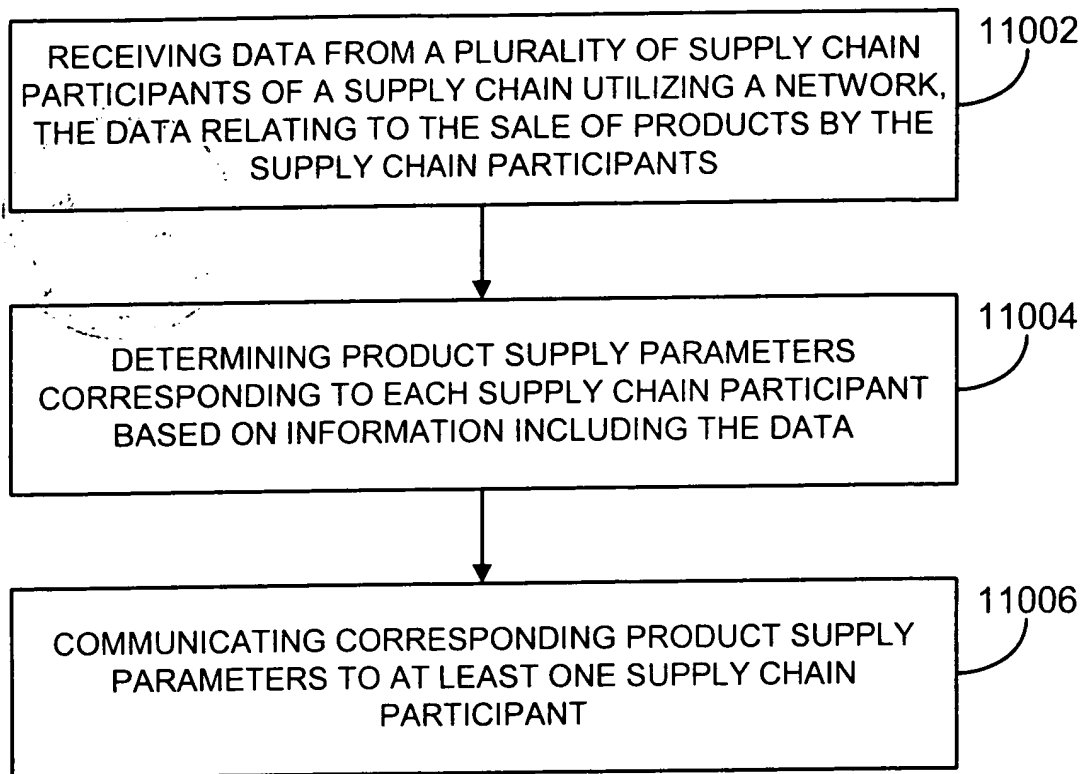 RECEIVING DATA FROM A PLURALITY OF SUPPLY CHAIN
PARTICIPANTS OF A SUPPLY CHAIN UTILIZING A NETWORK,
THE DATA RELATING TO THE SALE OF PRODUCTS BY THE
SUPPLY CHAIN PARTICIPANTS
11002
DETERMINING PRODUCT SUPPLY PARAMETERS
CORRESPONDING TO EACH SUPPLY CHAIN PARTICIPANT
BASED ON INFORMATION INCLUDING THE DATA
11004
COMMUNICATING CORRESPONDING PRODUCT SUPPLY
PARAMETERS TO AT LEAST ONE SUPPLY CHAIN
PARTICIPANT
11006